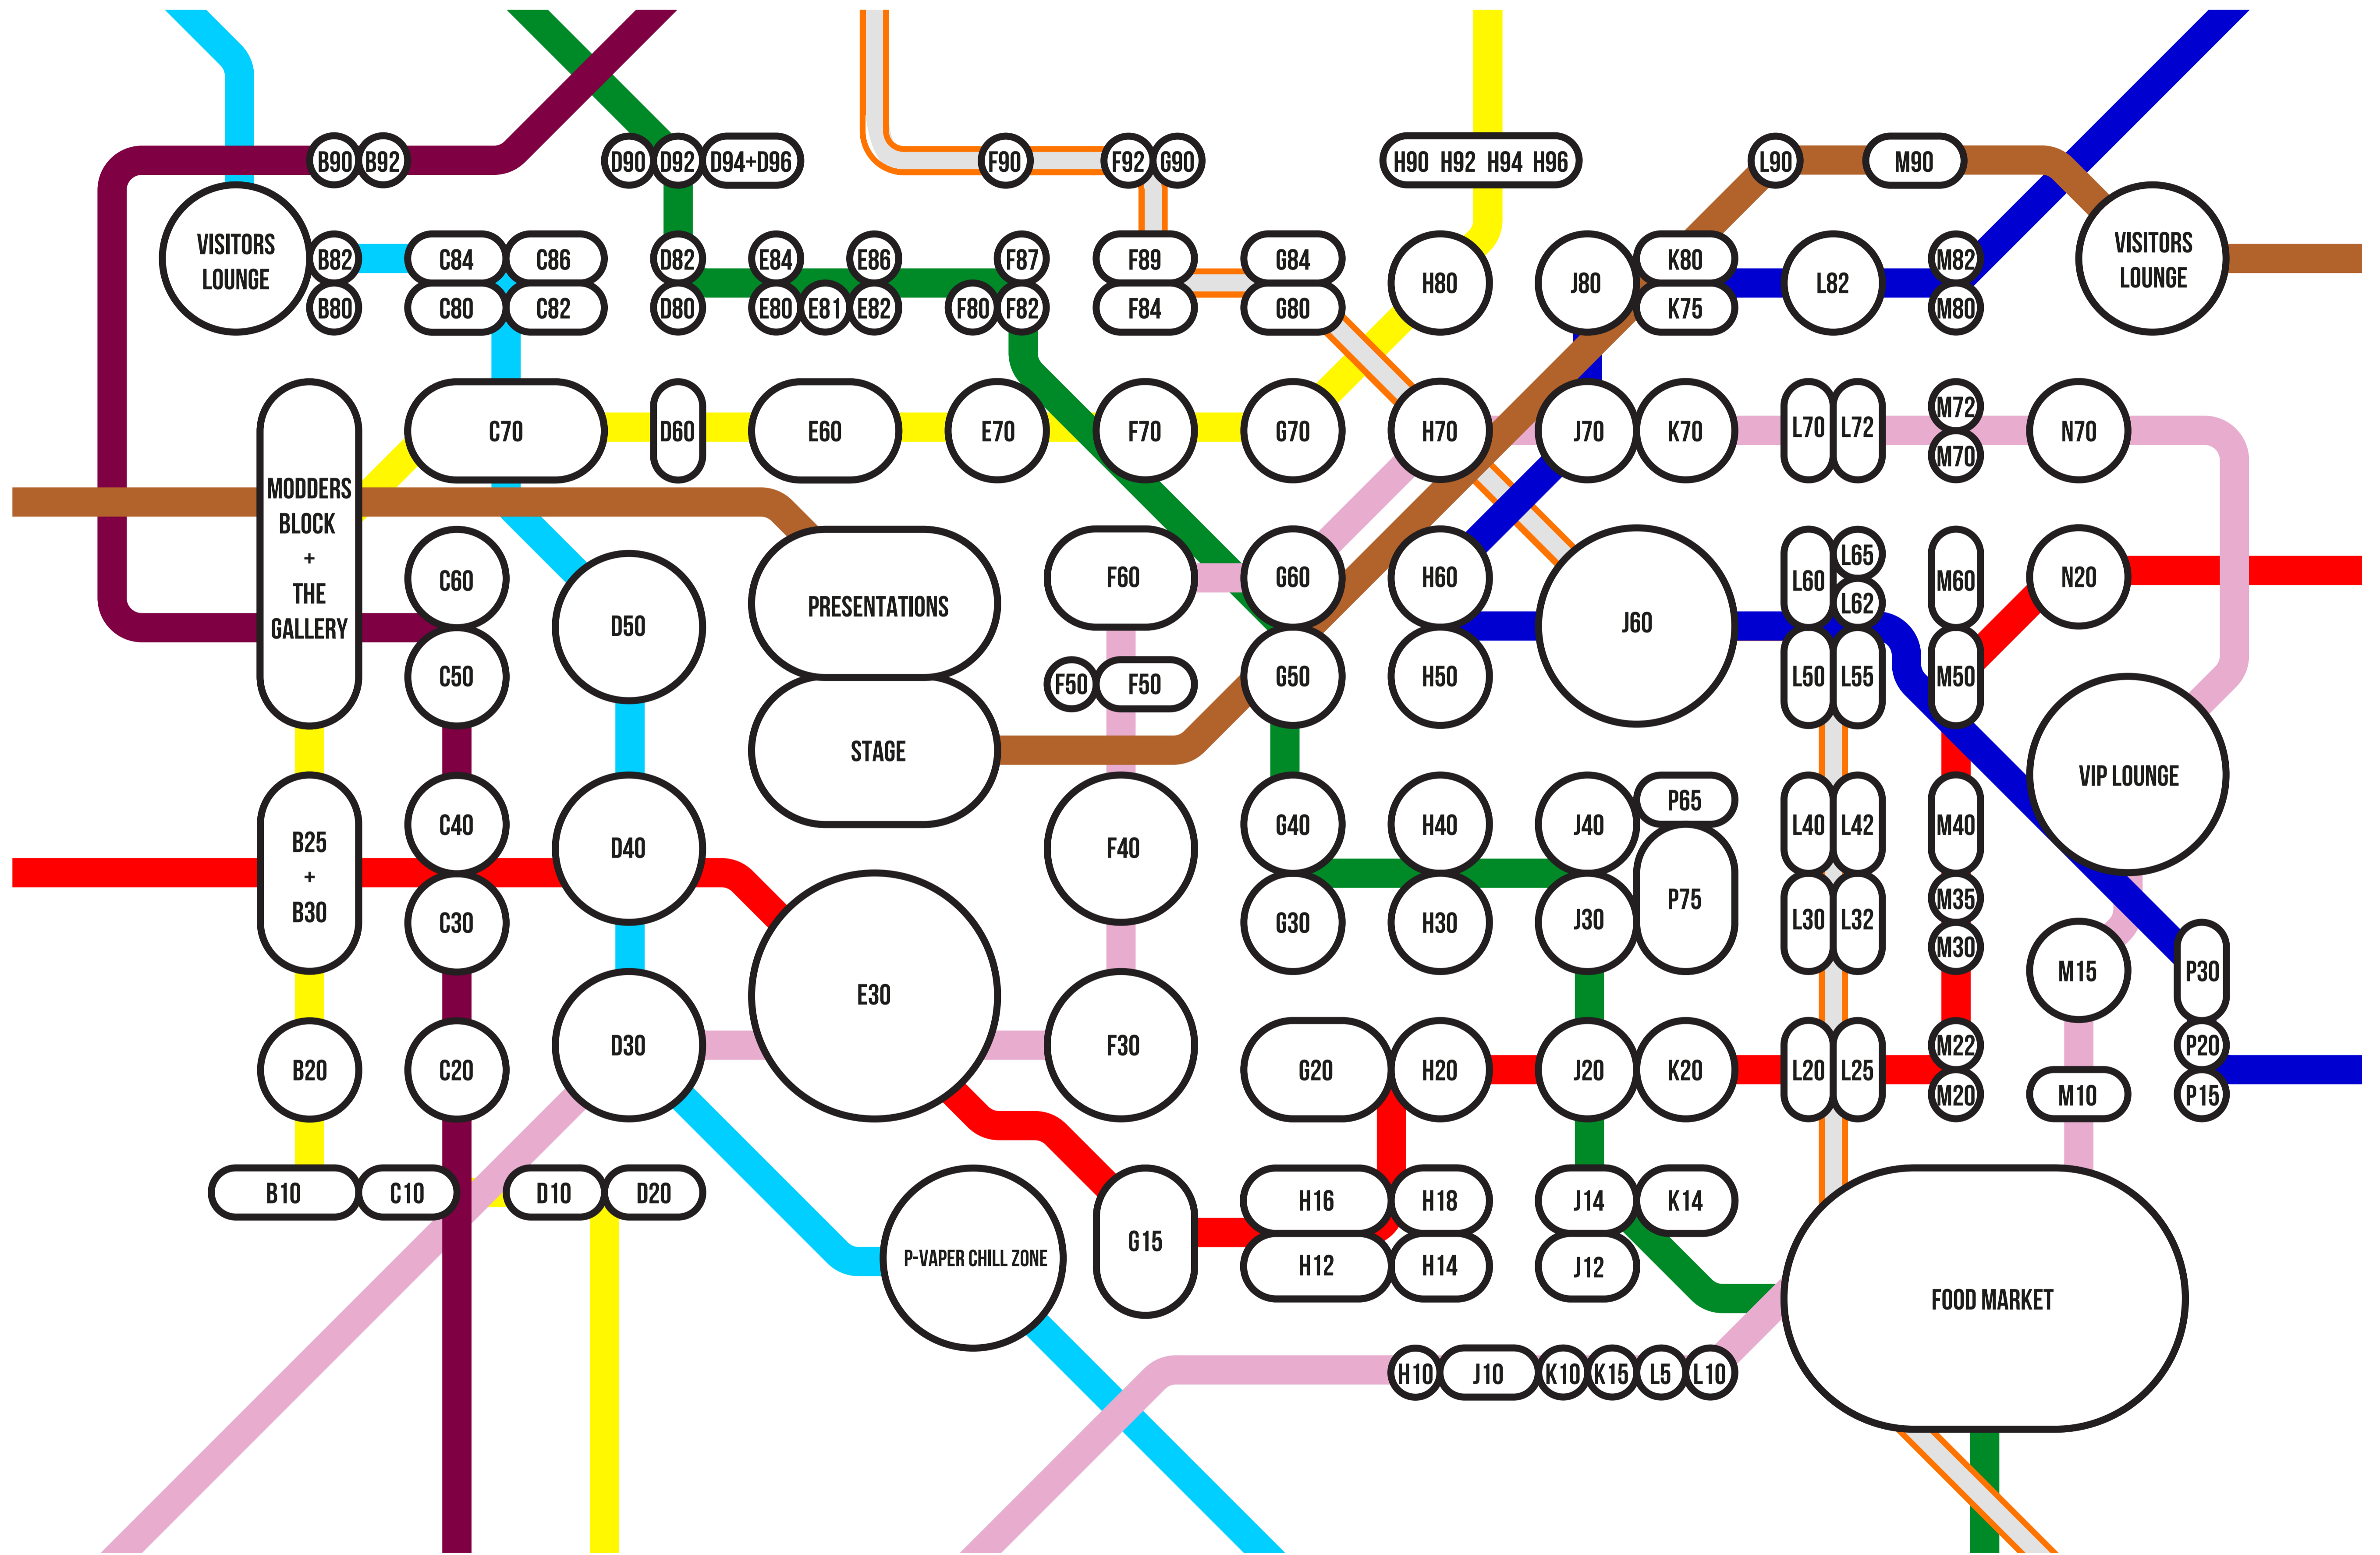 B90 B92
D90 D92 D94+D96
F90 F92 G90
H90 H92 H94 H96
L90 M90
VISITORS
LOUNGE
B82 C84 C86
B80 C80 C82
D82 E84 E86 F87
D80 E80 E81 E82 F80 F82
F89 G84
F84 G80
H80 J80
K80
K75
L82
M82
M80
VISITORS
LOUNGE
C70 D60 E60 E70 F70 G70 H70 J70 K70 L70 L72
M72
M70
N70
MODDERS
BLOCK
+
THE
GALLERY
C60
C50
D50
PRESENTATIONS
STAGE
F60
F50 F50
G60
G50
H60
H50
J60
L60 L65
L62
L50 L55
M60
M50
N20
VIP LOUNGE
B25
+
B30
C40
C30
D40
E30
F40
G40 H40 J40 P65
G30 H30 J30 P75
L40 L42
L30 L32
M40
M35
M30
M15
P30
B20 C20 D30 F30 G20 H20 J20 K20 L20 L25
M22
M20
M10
P20
P15
B10 C10 D10 D20
P-VAPER CHILL ZONE
G15
H16 H18
H12 H14
J14 K14
J12
FOOD MARKET
H10 J10 K10 K15 L5 L10